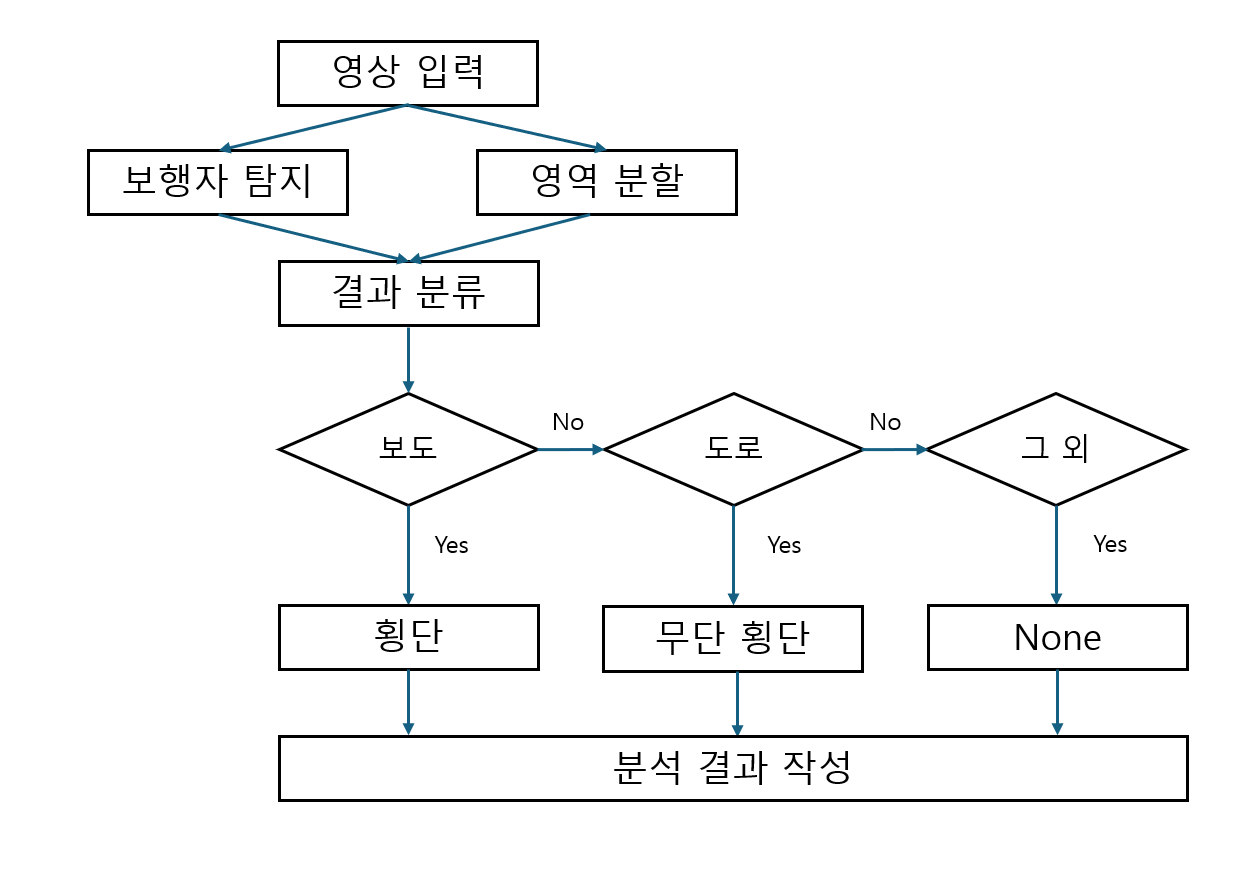 영상 입력
보행자 탐지
영역 분할
결과 분류
보도
No
도로
No
그 외
Yes
Yes
Yes
횡단
무단 횡단
None
분석 결과 작성